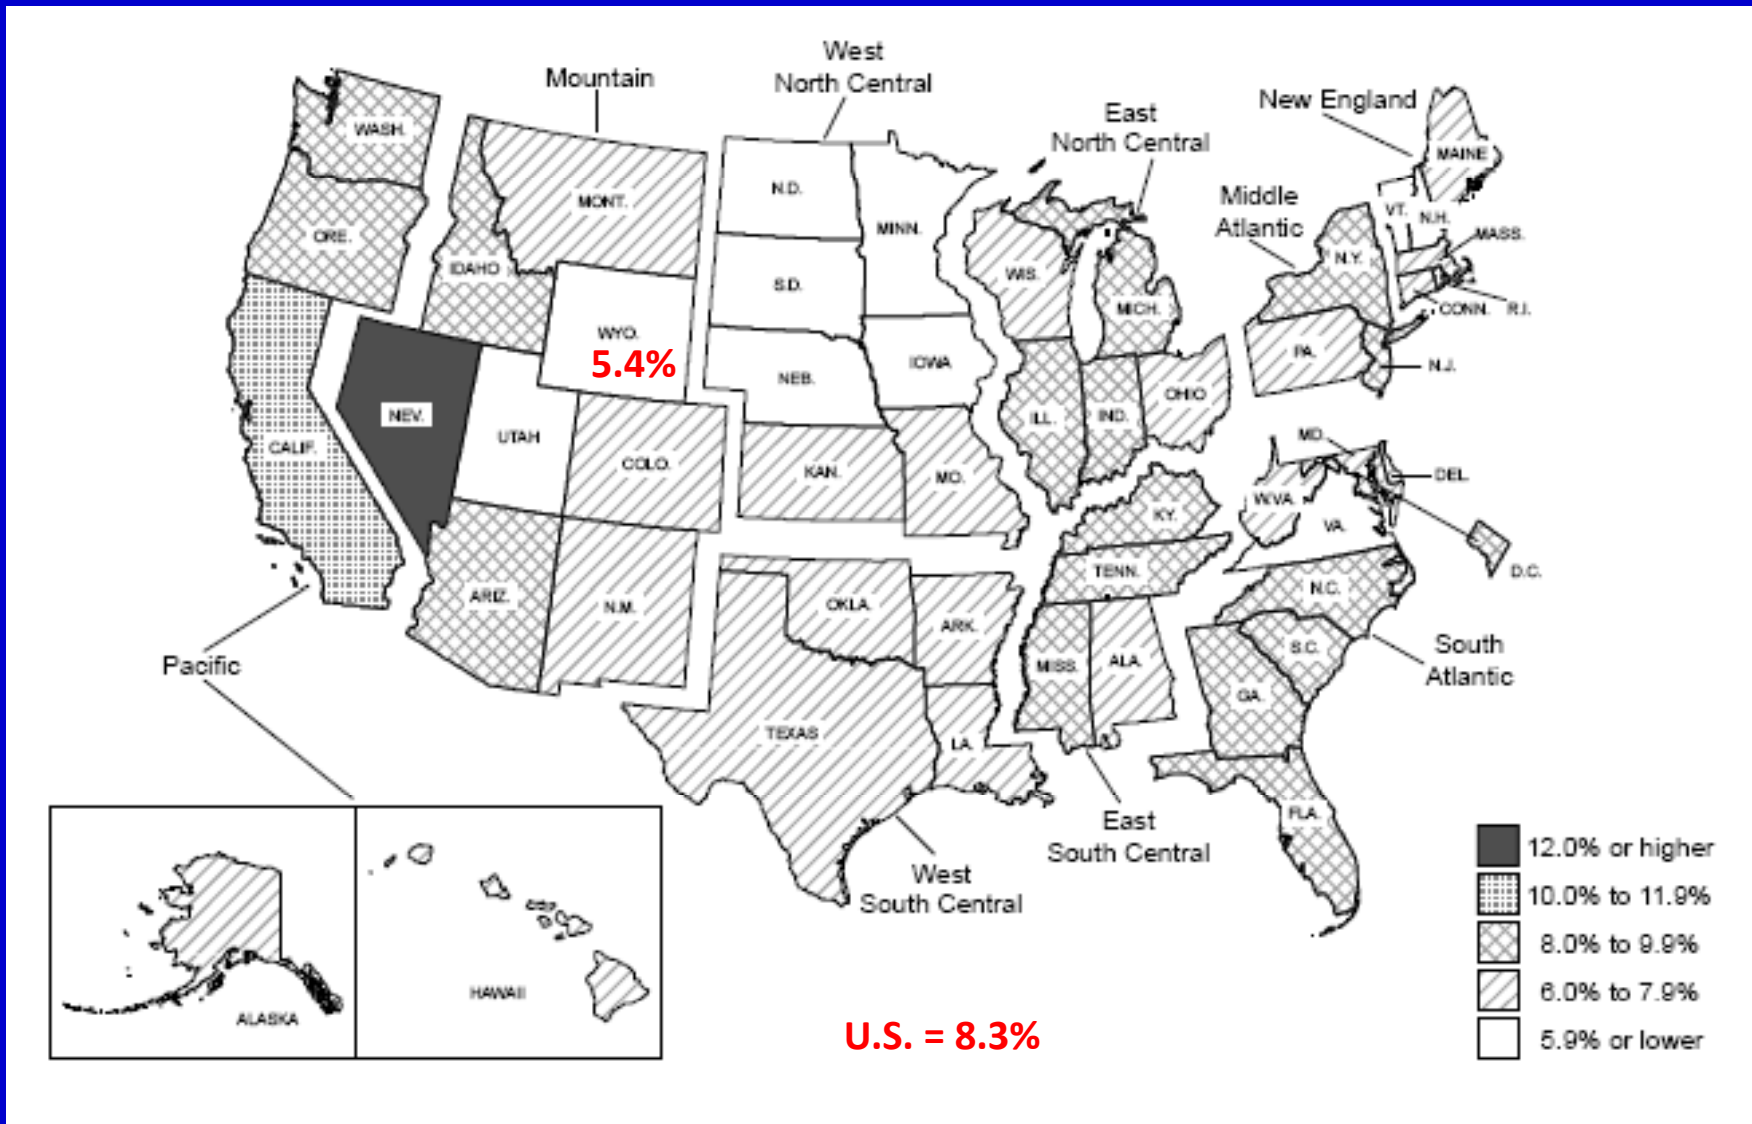 West
North Central
Mountain
New England
East
North Central
WASH.
MAINE
MONT.
N.D.
Middle
Atlantic
VT.
N.H.
MINN.
ORE.
MASS.
N.Y.
IDAHO
WIS.
S.D.
MICH.
CONN.
R.I.
WYO.
5.4%
PA.
IOWA
N.J.
NEB.
OHIO
NEV.
ILL.
IND.
UTAH
MD.
CALIF.
COLO.
KAN.
MO.
DEL.
W.VA.
KY.
VA.
TENN.
D.C.
N.C.
ARIZ.
N.M.
OKLA.
ARK.
S.C.
South
Atlantic
Pacific
MISS.
ALA.
GA.
TEXAS
LA.
FLA.
East
South Central
West
South Central
12.0% or higher
10.0% to 11.9%
8.0% to 9.9%
6.0% to 7.9%
5.9% or lower
HAWAII
ALASKA
U.S. = 8.3%